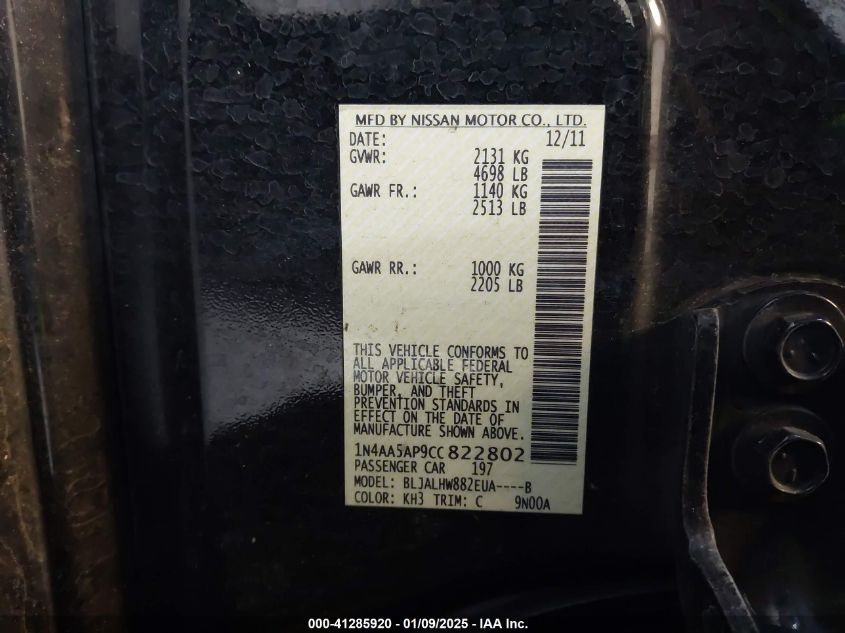 MFD BY NISSAN MOTOR CO., LTD.
DATE: 12/11
GVWR: 2131 KG
4698 LB
GAWR FR.: 1140 KG
2513 LB
GAWR RR.: 1000 KG
2205 LB
THIS VEHICLE CONFORMS TO
ALL APPLICABLE FEDERAL
MOTOR VEHICLE SAFETY,
BUMPER, AND THEFT
PREVENTION STANDARDS IN
EFFECT ON THE DATE OF
MANUFACTURE SHOWN ABOVE.
1N4AA5AP9CC822802
PASSENGER CAR 197
MODEL: BLJALHW882EUA----B
COLOR: KH3 TRIM: C 9N00A
000-41285920 - 01/09/2025 - IAA Inc.